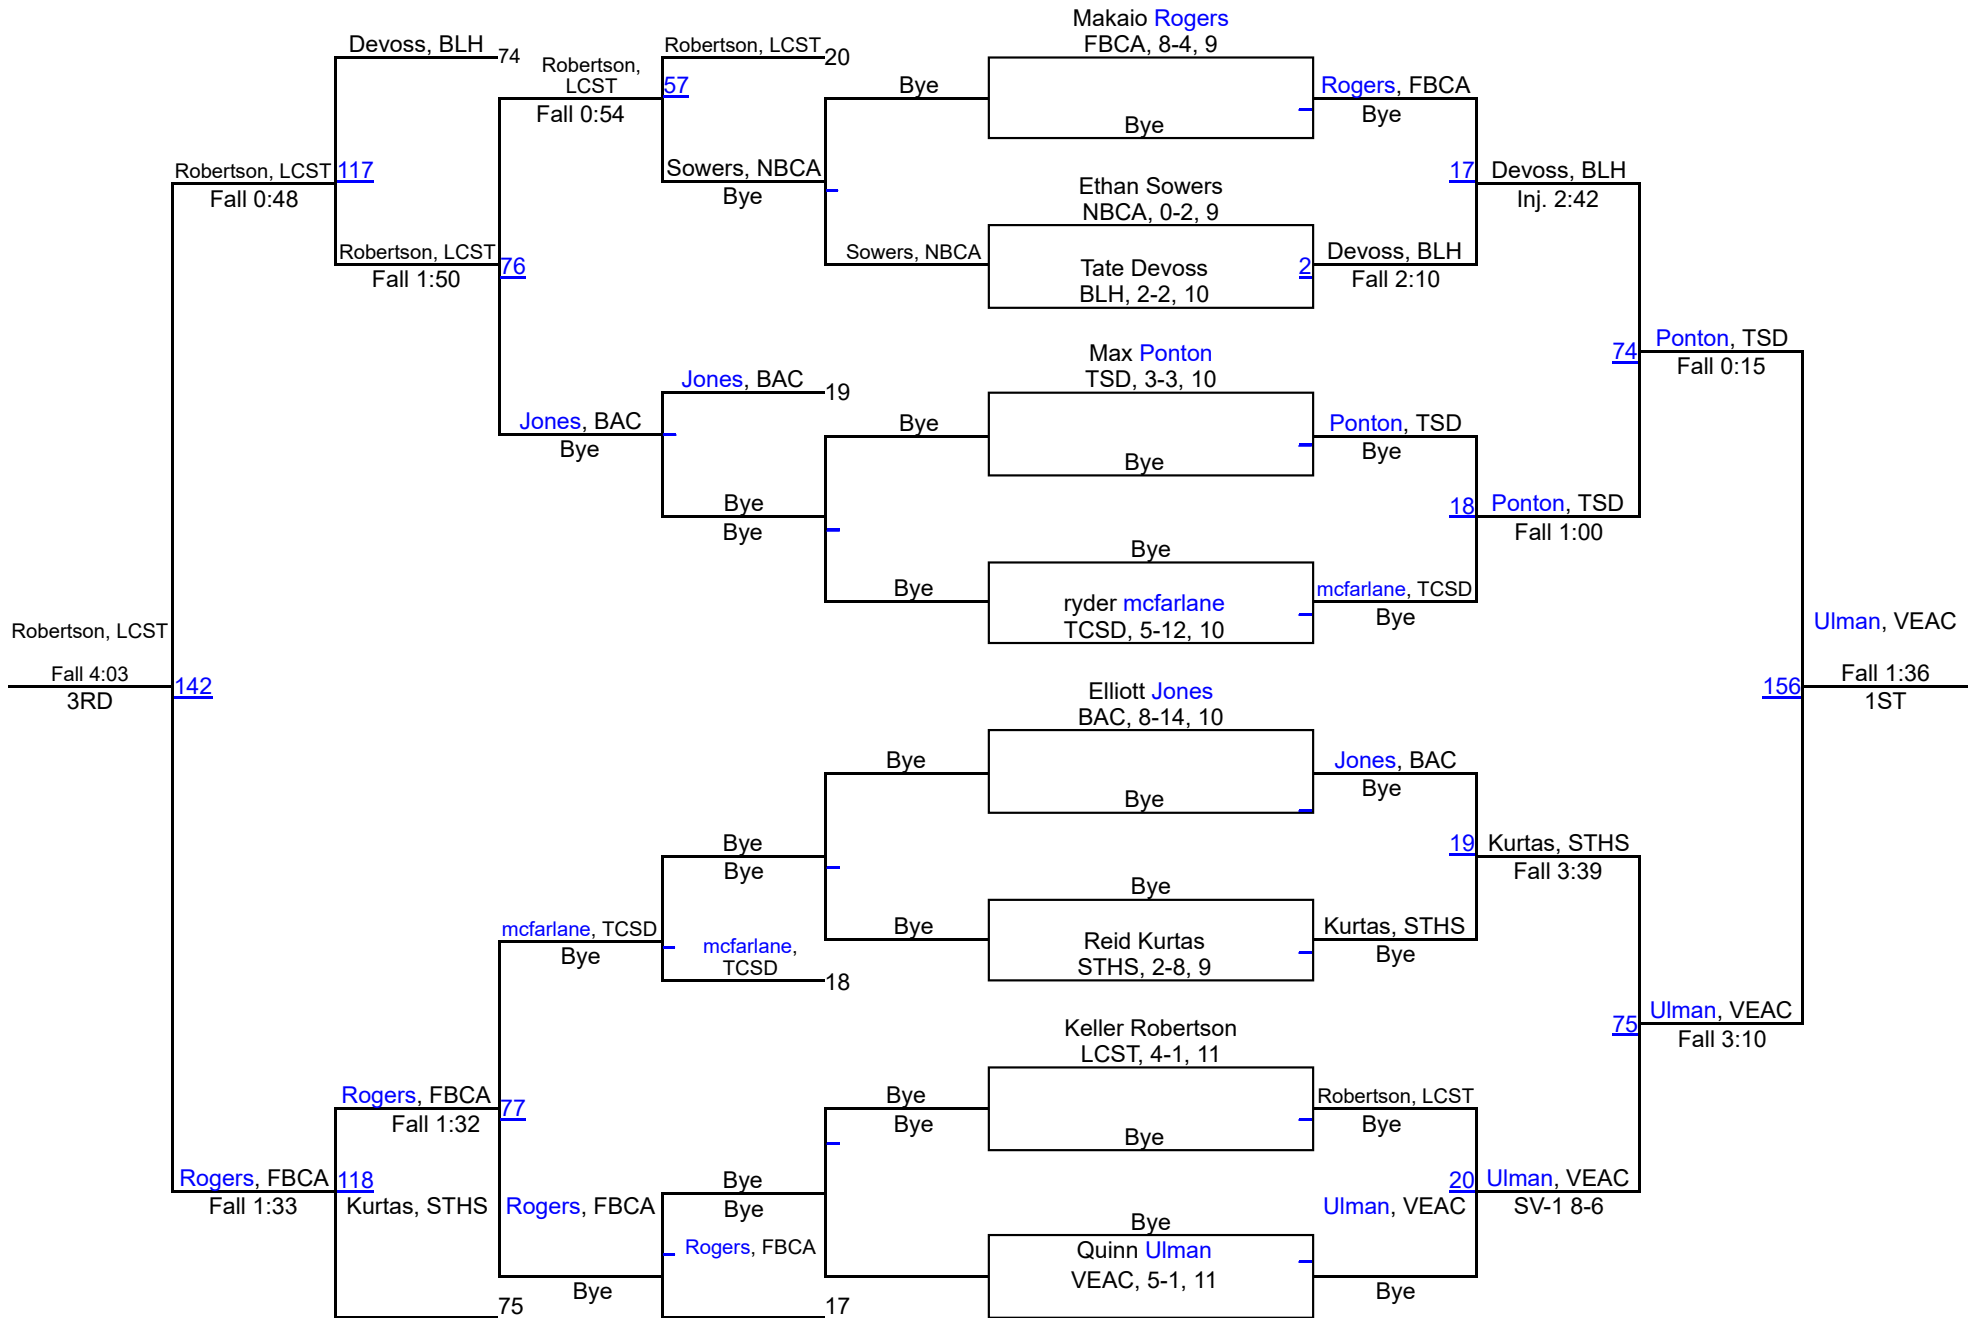 Makaio Rogers
FBCA, 8-4, 9
Devoss, BLH
74
Robertson, LCST
20
Robertson,
LCST
57
Fall 0:54
Bye
Bye
Rogers, FBCA
Bye
Robertson, LCST
117
Fall 0:48
Sowers, NBCA
Bye
Ethan Sowers
NBCA, 0-2, 9
17
Devoss, BLH
Inj. 2:42
Robertson, LCST
76
Fall 1:50
Sowers, NBCA
Tate Devoss
BLH, 2-2, 10
2
Devoss, BLH
Fall 2:10
74
Ponton, TSD
Fall 0:15
Max Ponton
TSD, 3-3, 10
Jones, BAC
19
Jones, BAC
Bye
Bye
Bye
Ponton, TSD
Bye
Bye
Bye
18
Ponton, TSD
Fall 1:00
Bye
Bye
ryder mcfarlane
TCSD, 5-12, 10
mcfarlane, TCSD
Bye
Robertson, LCST
Fall 4:03
3RD
142
Ulman, VEAC
156
Fall 1:36
1ST
Elliott Jones
BAC, 8-14, 10
Bye
Bye
Jones, BAC
Bye
Bye
Bye
19
Kurtas, STHS
Fall 3:39
mcfarlane, TCSD
Bye
mcfarlane,
TCSD
18
Bye
Bye
Reid Kurtas
STHS, 2-8, 9
Kurtas, STHS
Bye
75
Ulman, VEAC
Fall 3:10
Keller Robertson
LCST, 4-1, 11
Rogers, FBCA
77
Fall 1:32
Bye
Bye
Bye
Robertson, LCST
Bye
Rogers, FBCA
118
Fall 1:33
Kurtas, STHS
Rogers, FBCA
Bye
Bye
Bye
20
Ulman, VEAC
SV-1 8-6
Ulman, VEAC
Rogers, FBCA
Bye
Quinn Ulman
VEAC, 5-1, 11
Bye
75
17